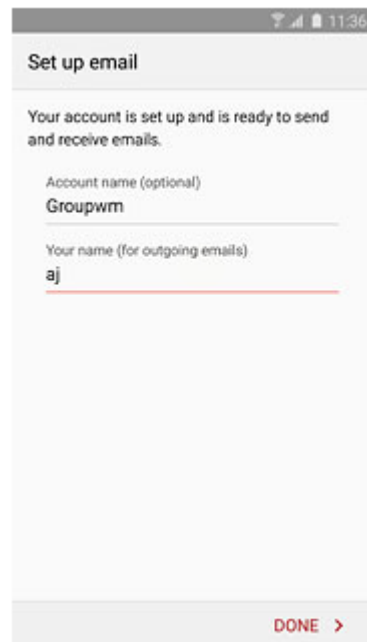 11:36
Set up email
Your account is set up and is ready to send
and receive emails.
Account name (optional)
Groupwm
Your name (for outgoing emails)
aj
DONE >